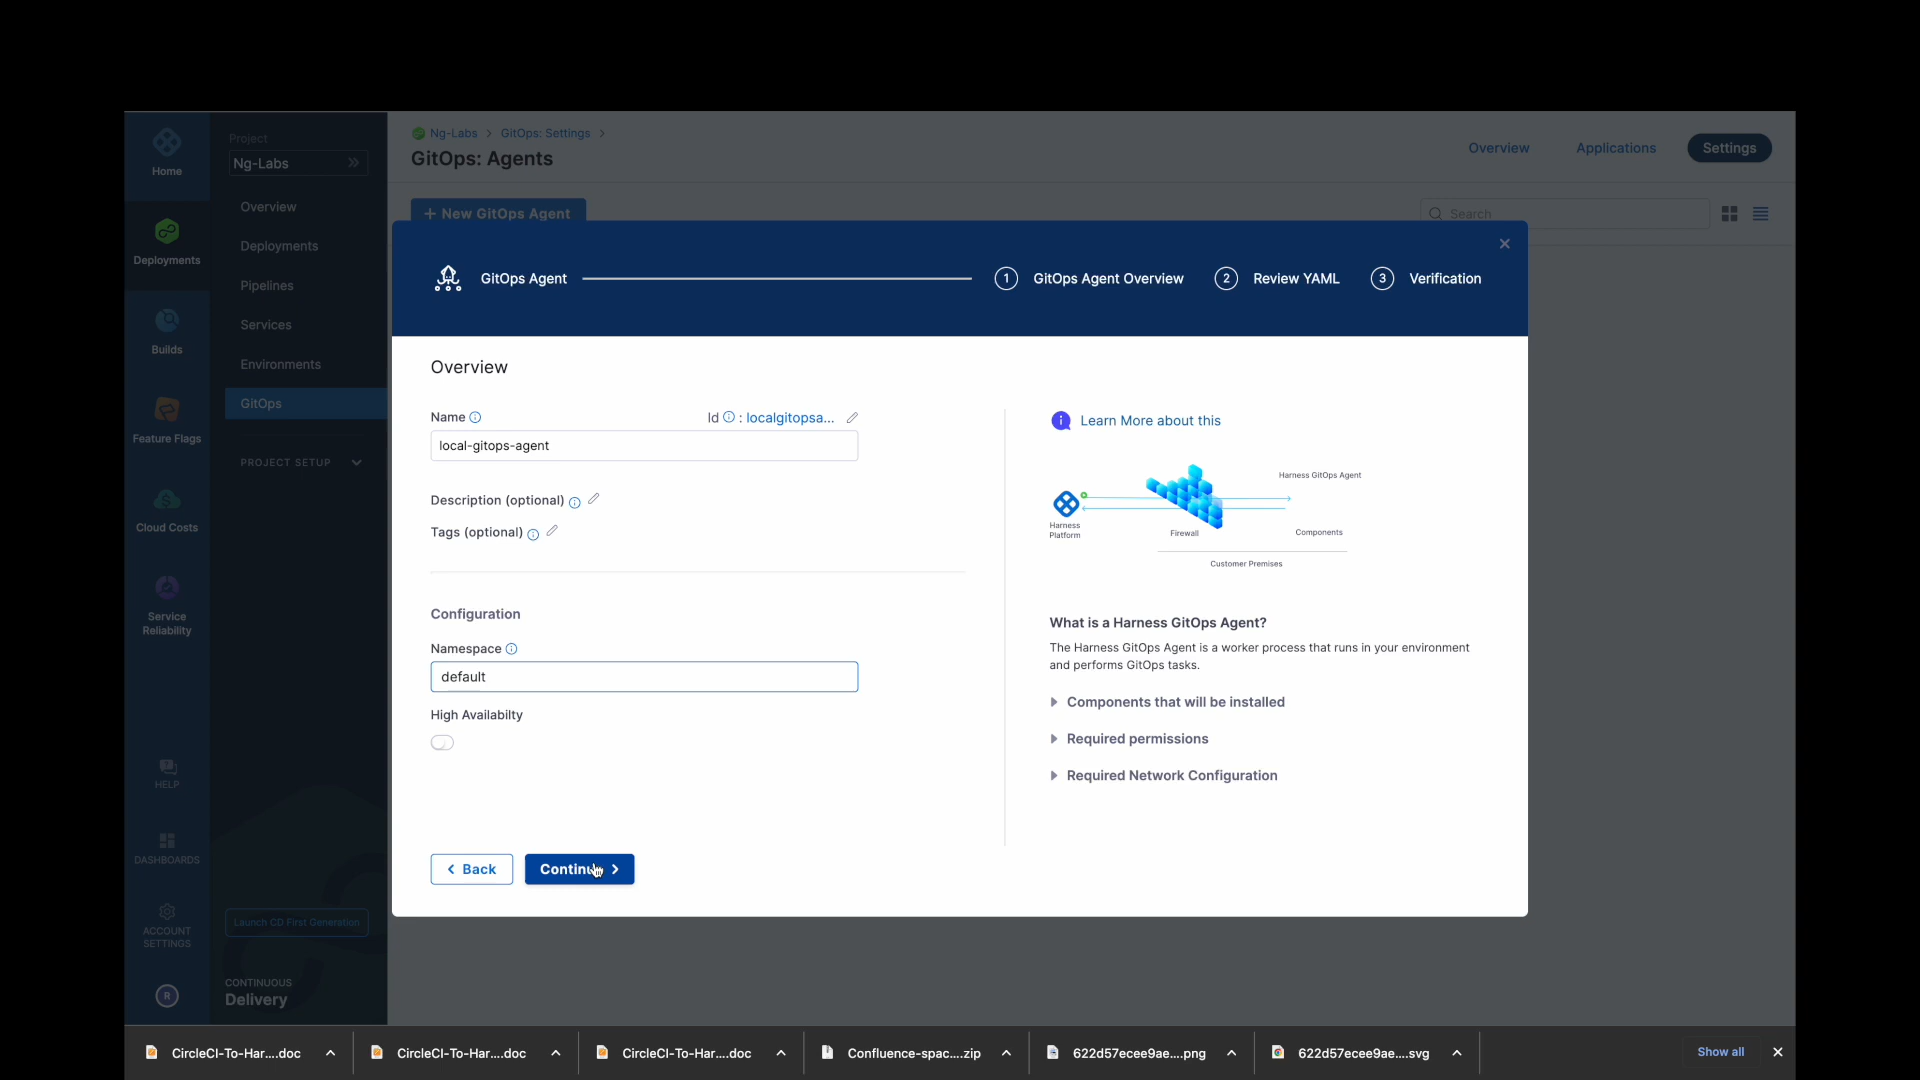 Home
Deployments
Builds
Feature Flags
Cloud Costs
Service
Reliability
HELP
DASHBOARDS
ACCOUNT
SETTINGS
R
Project
Ng-Labs
Overview
Deployments
Pipelines
Services
Environments
GitOps
PROJECT SETUP
Launch CD First Generation
CONTINUOUS
Delivery
Ng-Labs > GitOps: Settings >
GitOps: Agents
Overview
Applications
Settings
+ New GitOps Agent
Search
GitOps Agent
1 GitOps Agent Overview
2 Review YAML
3 Verification
Overview
Name
Id : localgitopsa...
local-gitops-agent
Description (optional)
Tags (optional)
Configuration
Namespace
default
High Availabilty
Back
Continue
Learn More about this
Harness GitOps Agent
Harness
Platform
Firewall
Components
Customer Premises
What is a Harness GitOps Agent?
The Harness GitOps Agent is a worker process that runs in your environment
and performs GitOps tasks.
Components that will be installed
Required permissions
Required Network Configuration
CircleCI-To-Har....doc
CircleCI-To-Har....doc
CircleCI-To-Har....doc
Confluence-spac....zip
622d57ecee9ae....png
622d57ecee9ae....svg
Show all